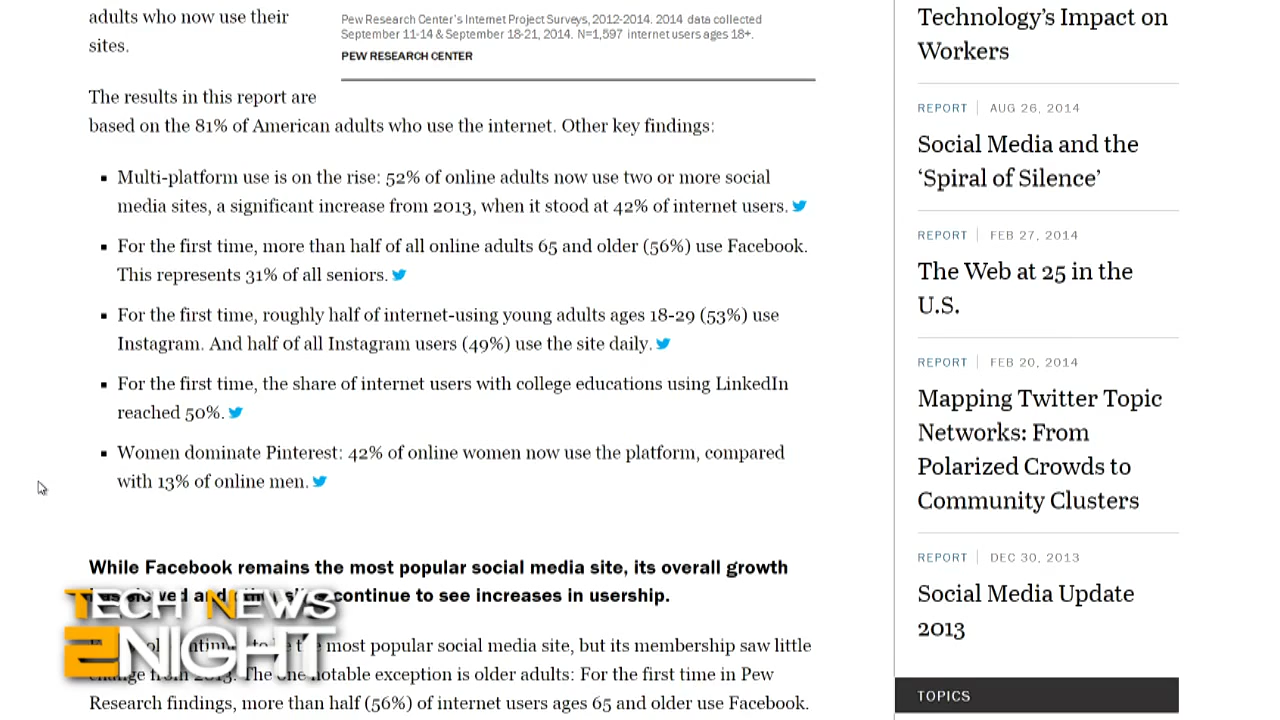 adults who now use their
sites.
Pew Research Center's Internet Project Surveys, 2012-2014. 2014 data collected
September 11-14 & September 18-21, 2014. N=1,597 internet users ages 18+.
PEW RESEARCH CENTER
The results in this report are
based on the 81% of American adults who use the internet. Other key findings:
Multi-platform use is on the rise: 52% of online adults now use two or more social
media sites, a significant increase from 2013, when it stood at 42% of internet users.
For the first time, more than half of all online adults 65 and older (56%) use Facebook.
This represents 31% of all seniors.
For the first time, roughly half of internet-using young adults ages 18-29 (53%) use
Instagram. And half of all Instagram users (49%) use the site daily.
For the first time, the share of internet users with college educations using LinkedIn
reached 50%.
Women dominate Pinterest: 42% of online women now use the platform, compared
with 13% of online men.
While Facebook remains the most popular social media site, its overall growth
and continue to see increases in usership.
most popular social media site, but its membership saw little
The one notable exception is older adults: For the first time in Pew
Research findings, more than half (56%) of internet users ages 65 and older use Facebook.
TECH NEWS
2NIGHT
Technology's Impact on
Workers
REPORT AUG 26, 2014
Social Media and the
'Spiral of Silence'
REPORT FEB 27, 2014
The Web at 25 in the
U.S.
REPORT FEB 20, 2014
Mapping Twitter Topic
Networks: From
Polarized Crowds to
Community Clusters
REPORT DEC 30, 2013
Social Media Update
2013
TOPICS